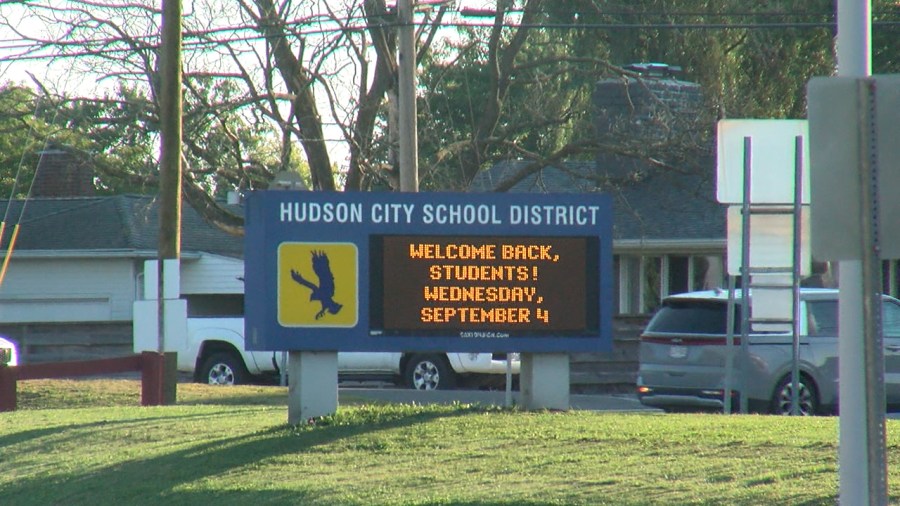 HUDSON CITY SCHOOL DISTRICT
WELCOME BACK,
STUDENTS!
WEDNESDAY,
SEPTEMBER 4